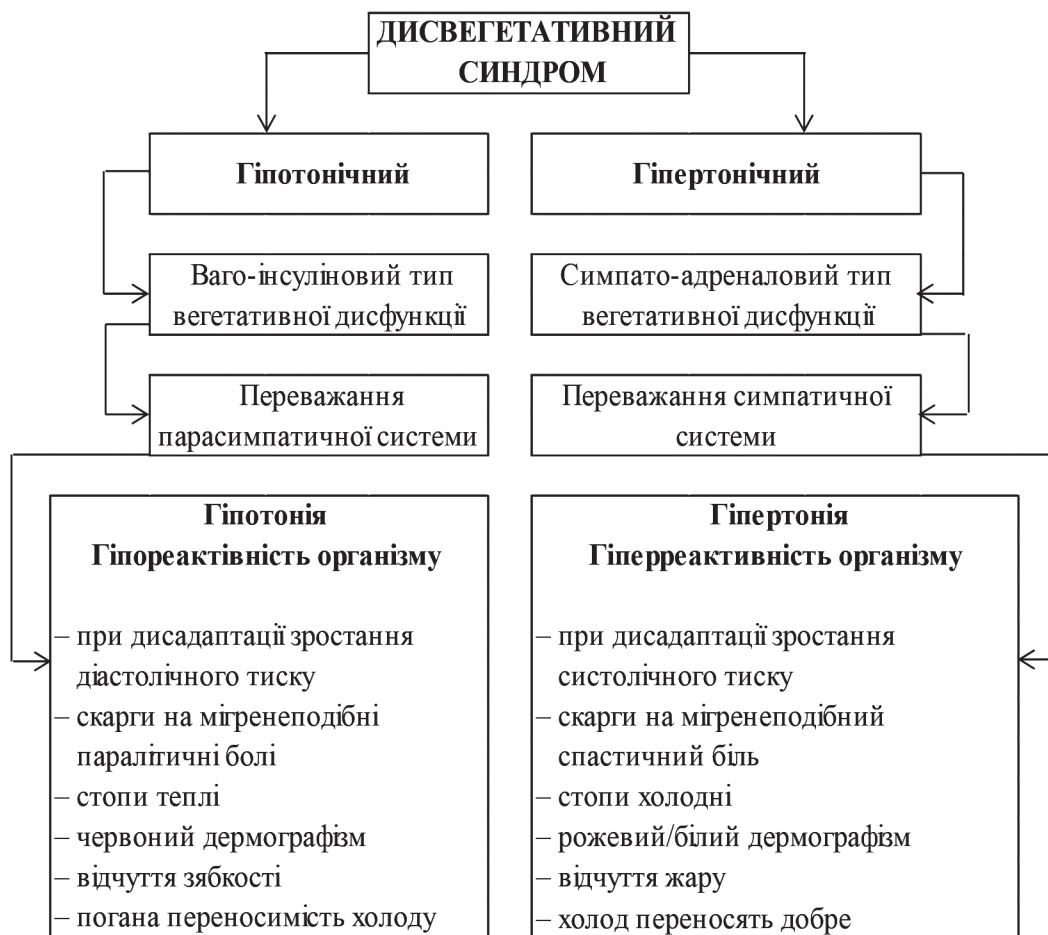 ДИСВЕГЕТАТИВНИЙ
СИНДРОМ
Гіпотонічний
Гіпертонічний
Ваго-інсуліновий тип
вегетативної дисфункції
Симпато-адреналовий тип
вегетативної дисфункції
Переважання
парасимпатичної системи
Переважання симпатичної
системи
Гіпотонія
Гіпореактівність організму
– при дисадаптації зростання
діастолічного тиску
– скарги на мігренеподібні
паралітичні болі
– стопи теплі
– червоний дермографізм
– відчуття зябкості
– погана переносимість холоду
Гіпертонія
Гіперреактивність організму
– при дисадаптації зростання
систолічного тиску
– скарги на мігренеподібний
спастичний біль
– стопи холодні
– рожевий/білий дермографізм
– відчуття жару
– холод переносять добре